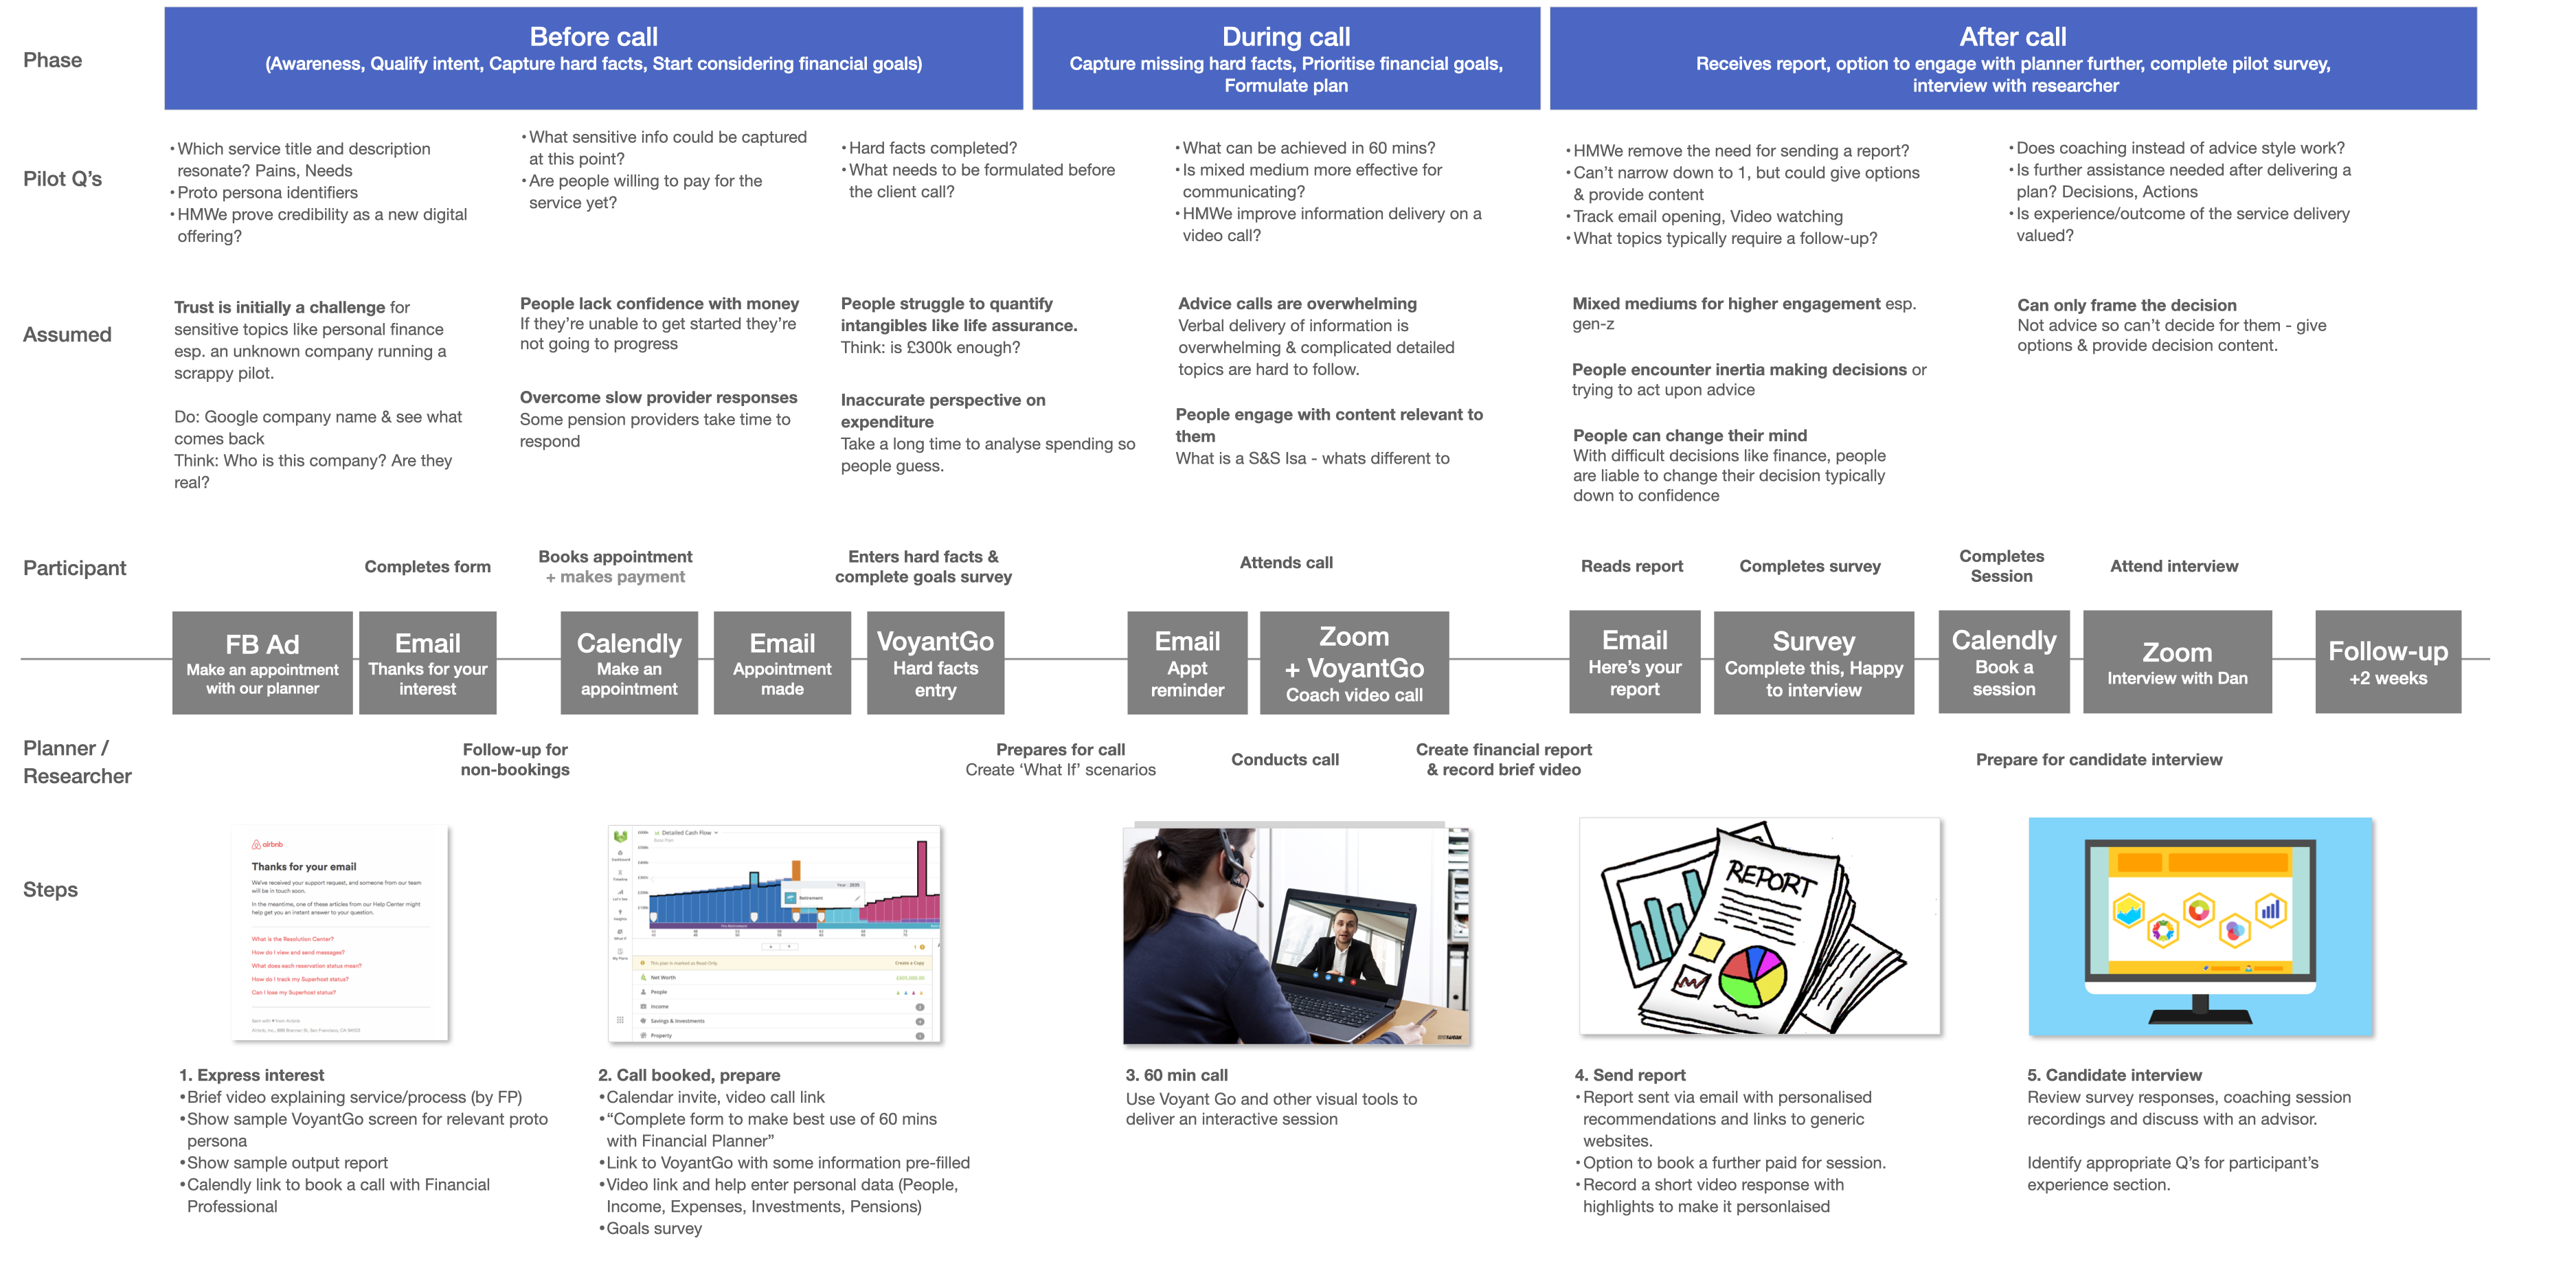 Phase
Before call
(Awareness, Qualify intent, Capture hard facts, Start considering financial goals)
During call
Capture missing hard facts, Prioritise financial goals,
Formulate plan
After call
Receives report, option to engage with planner further, complete pilot survey,
interview with researcher
Pilot Q's
•Which service title and description
resonate? Pains, Needs
•Proto persona identifiers
•HMWe prove credibility as a new digital
offering?
•What sensitive info could be captured
at this point?
•Are people willing to pay for the
service yet?
•Hard facts completed?
•What needs to be formulated before
the client call?
•What can be achieved in 60 mins?
•Is mixed medium more effective for
communicating?
•HMWe improve information delivery on a
video call?
•HMWe remove the need for sending a report?
•Can't narrow down to 1, but could give options
& provide content
•Track email opening, Video watching
•What topics typically require a follow-up?
•Does coaching instead of advice style work?
•Is further assistance needed after delivering a
plan? Decisions, Actions
•Is experience/outcome of the service delivery
valued?
Assumed
Trust is initially a challenge for
sensitive topics like personal finance
esp. an unknown company running a
scrappy pilot.
Do: Google company name & see what
comes back
Think: Who is this company? Are they
real?
People lack confidence with money
If they're unable to get started they're
not going to progress
Overcome slow provider responses
Some pension providers take time to
respond
People struggle to quantify
intangibles like life assurance.
Think: is £300k enough?
Inaccurate perspective on
expenditure
Take a long time to analyse spending so
people guess.
Advice calls are overwhelming
Verbal delivery of information is
overwhelming & complicated detailed
topics are hard to follow.
People engage with content relevant to
them
What is a S&S Isa - whats different to
Mixed mediums for higher engagement esp.
gen-z
People encounter inertia making decisions or
trying to act upon advice
People can change their mind
With difficult decisions like finance, people
are liable to change their decision typically
down to confidence
Can only frame the decision
Not advice so can't decide for them - give
options & provide decision content.
Participant
Completes form
Books appointment
+ makes payment
Enters hard facts &
complete goals survey
Attends call
Reads report
Completes survey
Completes
Session
Attend interview
FB Ad
Make an appointment
with our planner
Email
Thanks for your
interest
Calendly
Make an
appointment
Email
Appointment
made
VoyantGo
Hard facts
entry
Email
Appt
reminder
Zoom
+ VoyantGo
Coach video call
Email
Here's your
report
Survey
Complete this, Happy
to interview
Calendly
Book a
session
Zoom
Interview with Dan
Follow-up
+2 weeks
Planner /
Researcher
Follow-up for
non-bookings
Prepares for call
Create 'What If' scenarios
Conducts call
Create financial report
& record brief video
Prepare for candidate interview
Steps
airbnb
Thanks for your email
We've received your support request, and someone from our team
will be in touch soon.
In the meantime, one of these articles from our Help Center might
help get you an instant answer to your question.
What is the Resolution Center?
How do I view and send messages?
What does each reservation status mean?
How do I track my Superhost status?
Can I lose my Superhost status?
Sent with ♥ from Airbnb
Detailed Cash Flow
Base Plan
Retirement
This plan is marked as Read-Only
Create a Copy
Net Worth
People
Income
Savings & Investments
Property
REPORT
1. Express interest
•Brief video explaining service/process (by FP)
•Show sample VoyantGo screen for relevant proto
persona
•Show sample output report
•Calendly link to book a call with Financial
Professional
2. Call booked, prepare
•Calendar invite, video call link
•“Complete form to make best use of 60 mins
with Financial Planner”
•Link to VoyantGo with some information pre-filled
•Video link and help enter personal data (People,
Income, Expenses, Investments, Pensions)
•Goals survey
3. 60 min call
Use Voyant Go and other visual tools to
deliver an interactive session
4. Send report
•Report sent via email with personalised
recommendations and links to generic
websites.
•Option to book a further paid for session.
•Record a short video response with
highlights to make it personlaised
5. Candidate interview
Review survey responses, coaching session
recordings and discuss with an advisor.
Identify appropriate Q's for participant's
experience section.